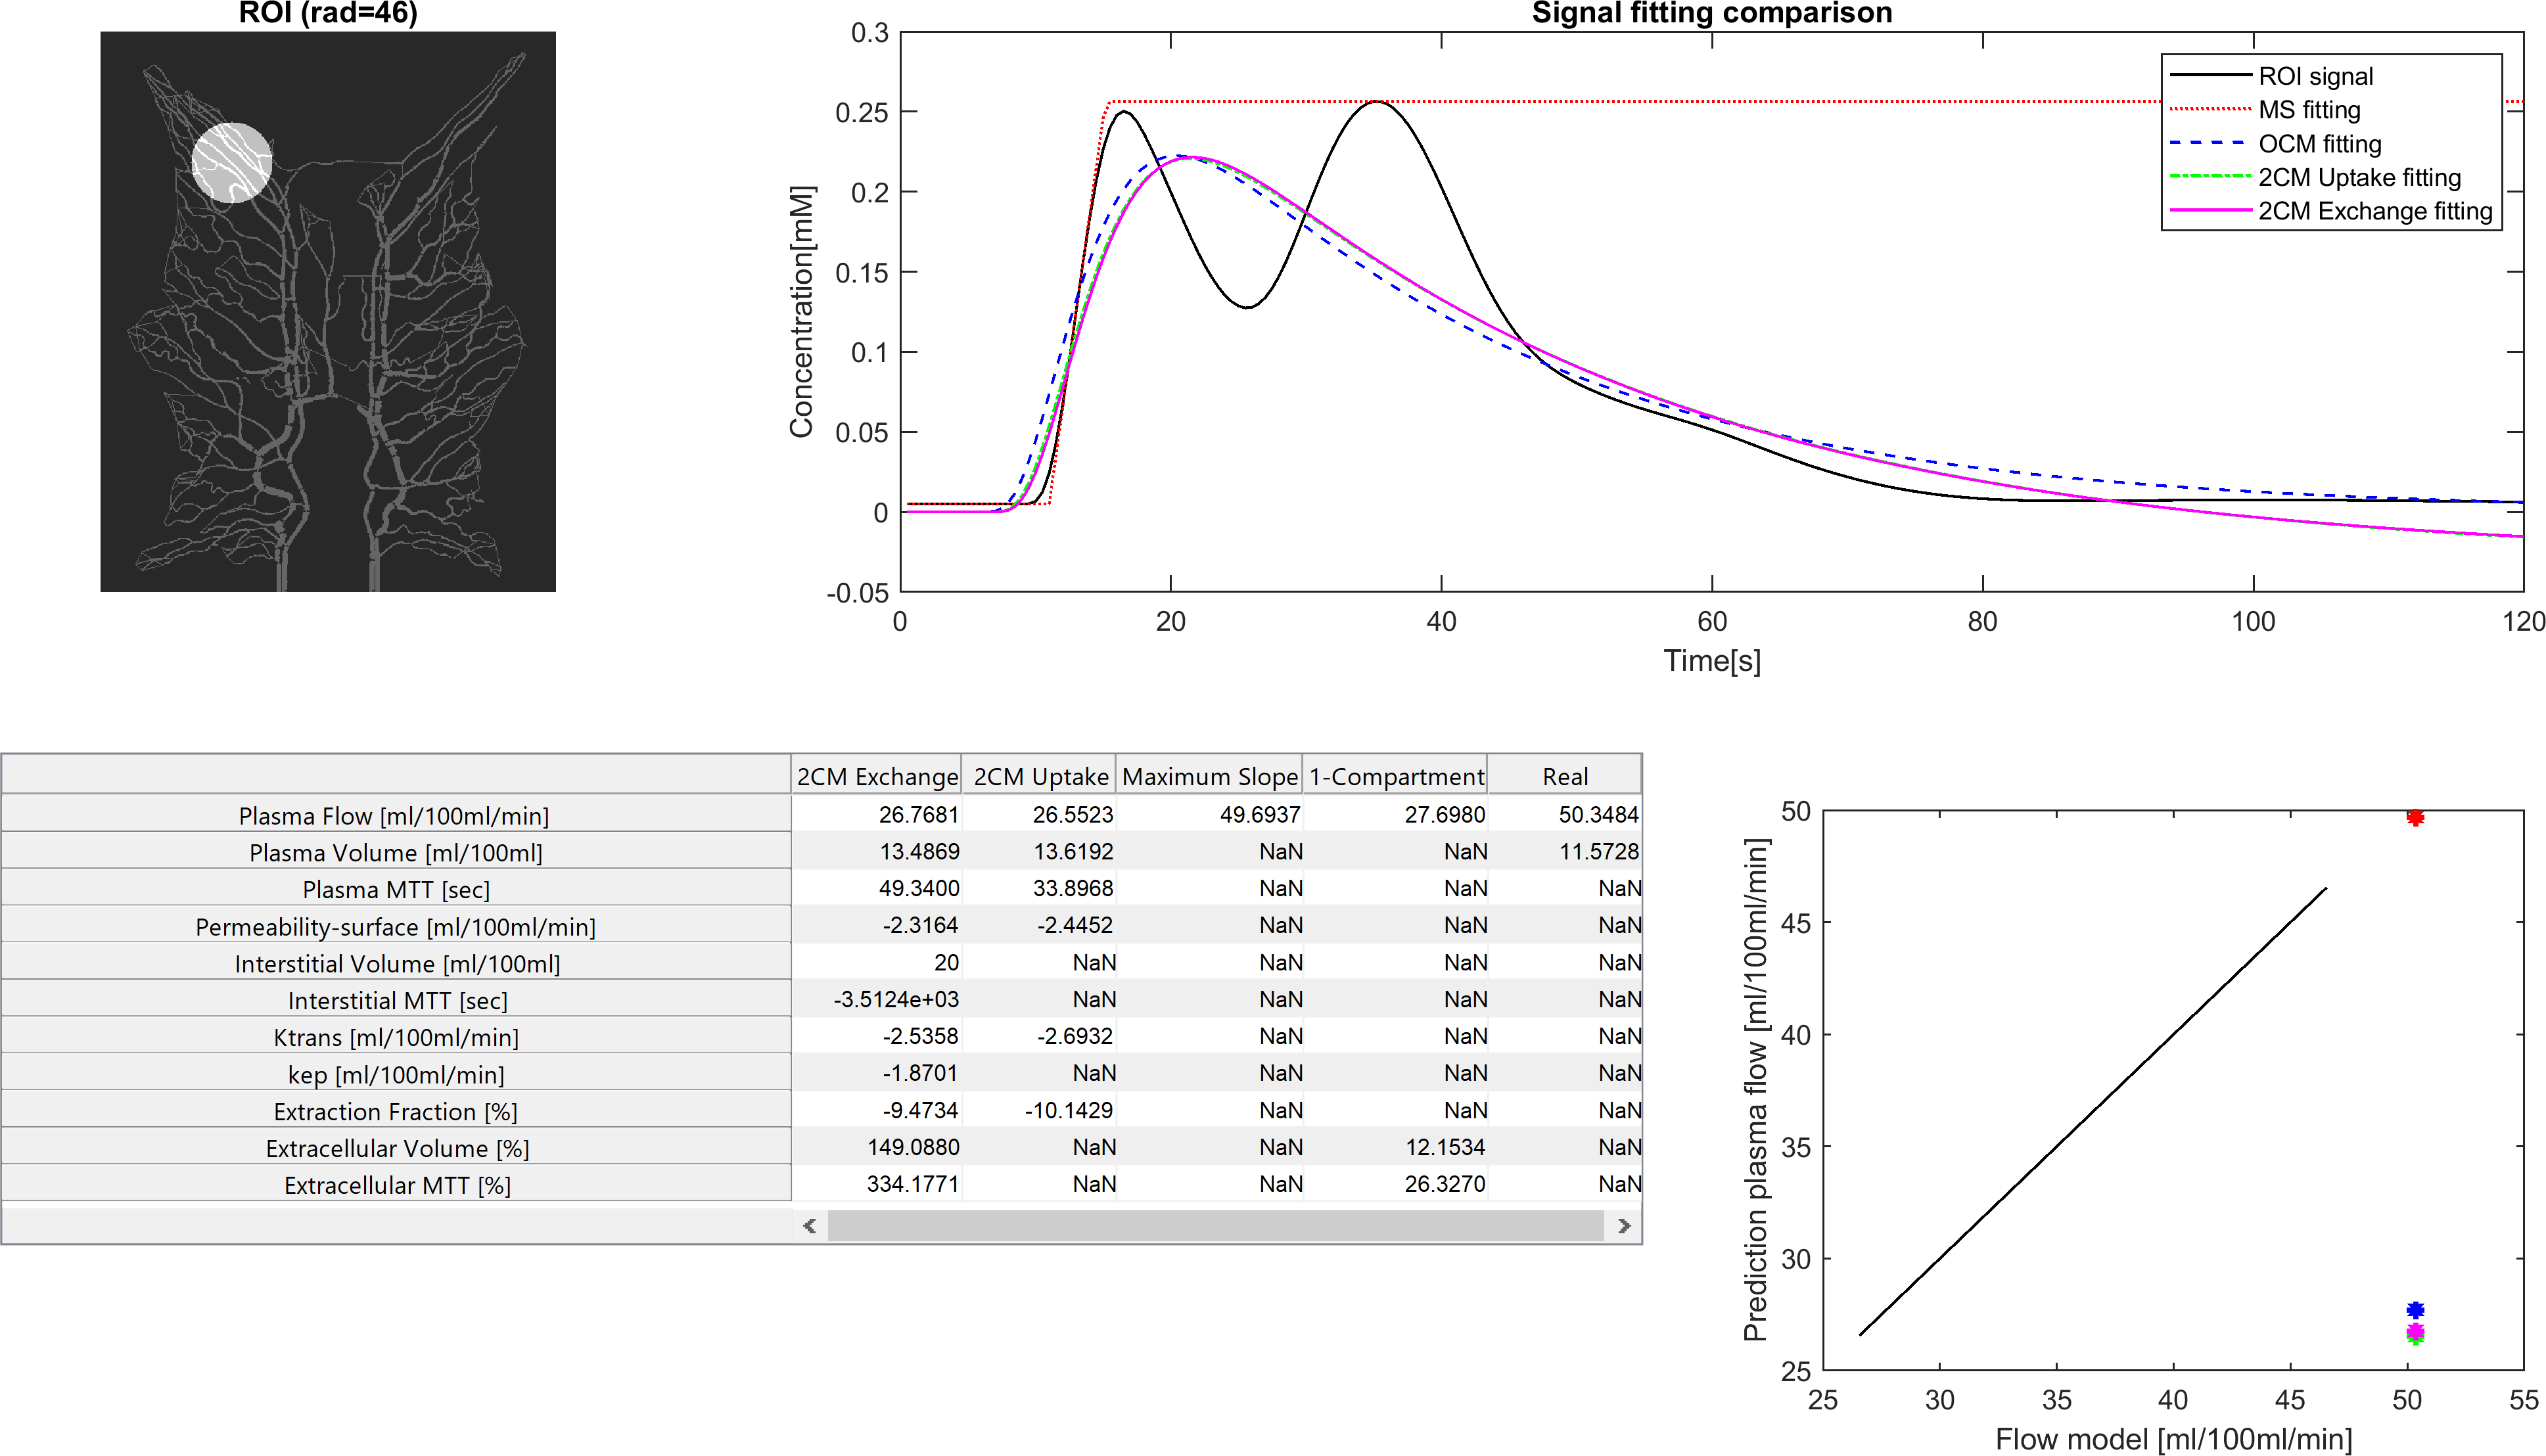 ROI (rad=46)
Signal fitting comparison
0.3
0.25
0.2
0.15
0.1
0.05
0
-0.05
Concentration[mM]
ROI signal
MS fitting
OCM fitting
2CM Uptake fitting
2CM Exchange fitting
0 20 40 60 80 100 120
Time[s]
2CM Exchange 2CM Uptake Maximum Slope 1-Compartment Real
Plasma Flow [ml/100ml/min] 26.7681 26.5523 49.6937 27.6980 50.3484
Plasma Volume [ml/100ml] 13.4869 13.6192 NaN NaN 11.5728
Plasma MTT [sec] 49.3400 33.8968 NaN NaN NaN
Permeability-surface [ml/100ml/min] -2.3164 -2.4452 NaN NaN NaN
Interstitial Volume [ml/100ml] 20 NaN NaN NaN NaN
Interstitial MTT [sec] -3.5124e+03 NaN NaN NaN NaN
Ktrans [ml/100ml/min] -2.5358 -2.6932 NaN NaN NaN
kep [ml/100ml/min] -1.8701 NaN NaN NaN NaN
Extraction Fraction [%] -9.4734 -10.1429 NaN NaN NaN
Extracellular Volume [%] 149.0880 NaN NaN 12.1534 NaN
Extracellular MTT [%] 334.1771 NaN NaN 26.3270 NaN
50
45
40
35
30
25
Prediction plasma flow [ml/100ml/min]
25 30 35 40 45 50 55
Flow model [ml/100ml/min]